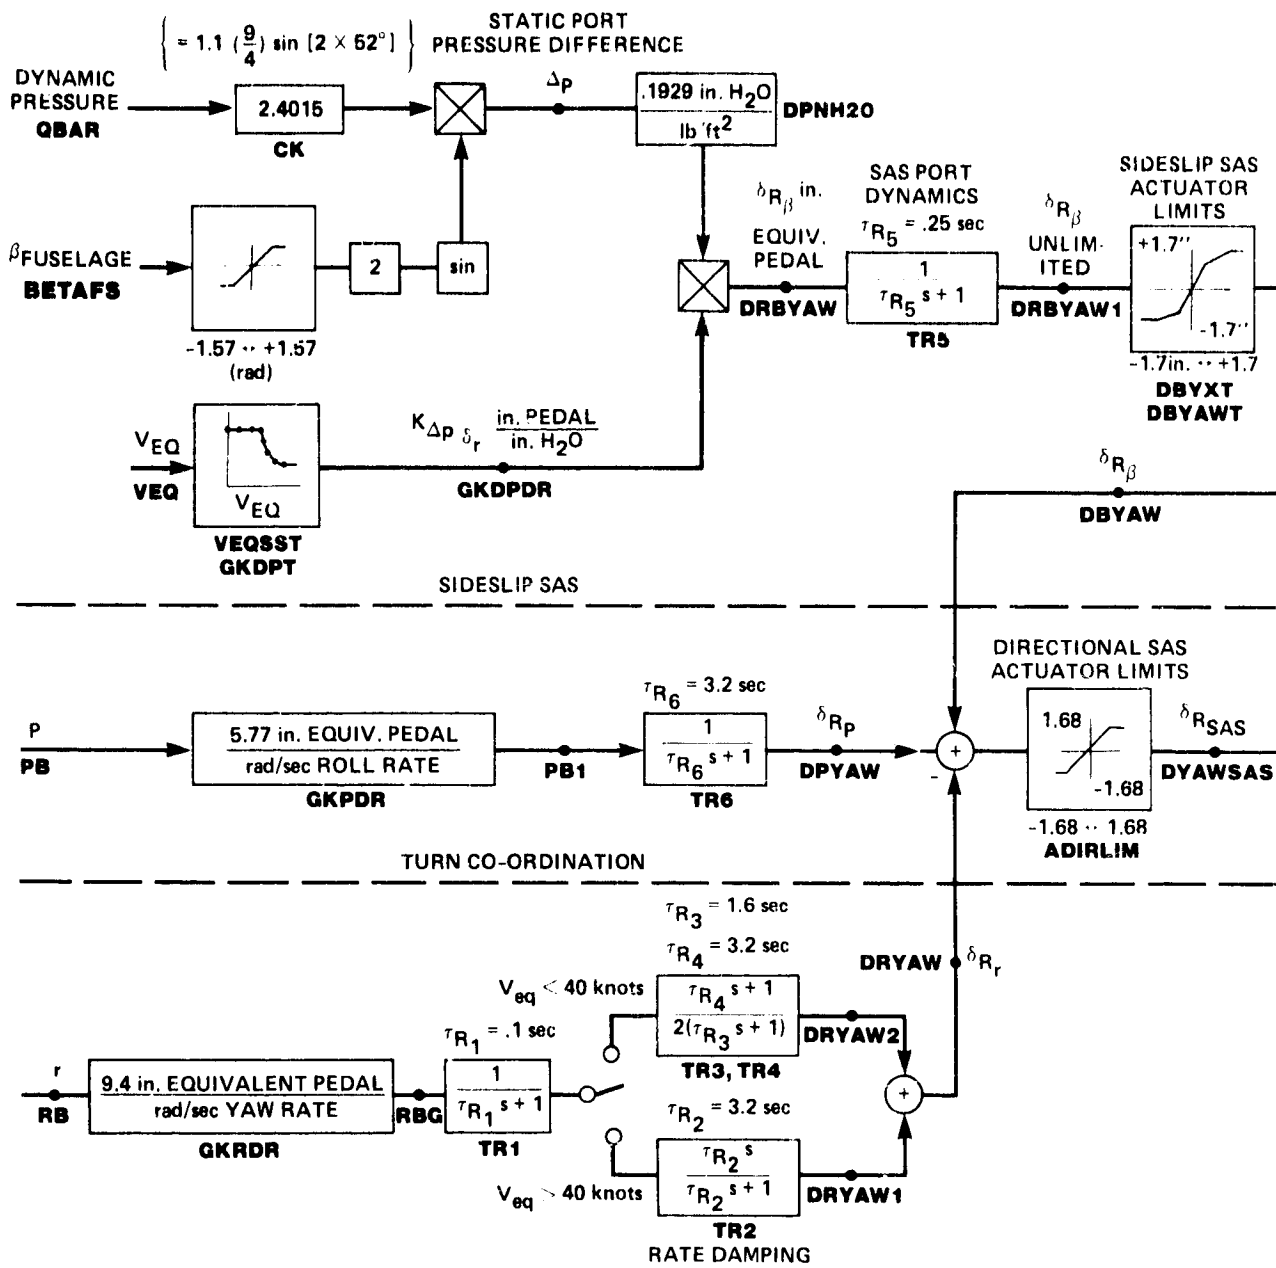 { = 1.1 (9/4) sin [2 × 52°] }
STATIC PORT
PRESSURE DIFFERENCE
DYNAMIC
PRESSURE
QBAR
2.4015
CK
Δp
.1929 in. H2O
lb/ft2
DPNH20
βFUSELAGE
BETAFS
-1.57 ·· +1.57
(rad)
2
sin
δRβ in.
EQUIV.
PEDAL
DRBYAW
SAS PORT
DYNAMICS
τR5 = .25 sec
1
τR5 s + 1
TR5
δRβ
UNLIM-
ITED
DRBYAW1
SIDESLIP SAS
ACTUATOR
LIMITS
+1.7"
-1.7"
-1.7in. ·· +1.7
DBYXT
DBYAWT
VEQ
VEQ
VEQ
VEQSST
GKDPT
KΔp δr in. PEDAL
in. H2O
GKDPDR
δRβ
DBYAW
SIDESLIP SAS
P
PB
5.77 in. EQUIV. PEDAL
rad/sec ROLL RATE
GKPDR
PB1
τR6 = 3.2 sec
1
τR6 s + 1
TR6
δRP
DPYAW
+
-
DIRECTIONAL SAS
ACTUATOR LIMITS
1.68
-1.68
-1.68 ·· 1.68
ADIRLIM
δRSAS
DYAWSAS
TURN CO-ORDINATION
r
RB
9.4 in. EQUIVALENT PEDAL
rad/sec YAW RATE
GKRDR
RBG
τR1 = .1 sec
1
τR1 s + 1
TR1
Veq < 40 knots
τR3 = 1.6 sec
τR4 = 3.2 sec
τR4 s + 1
2(τR3 s + 1)
TR3, TR4
DRYAW2
DRYAW
δRr
+
Veq > 40 knots
τR2 = 3.2 sec
τR2 s
τR2 s + 1
TR2
DRYAW1
RATE DAMPING